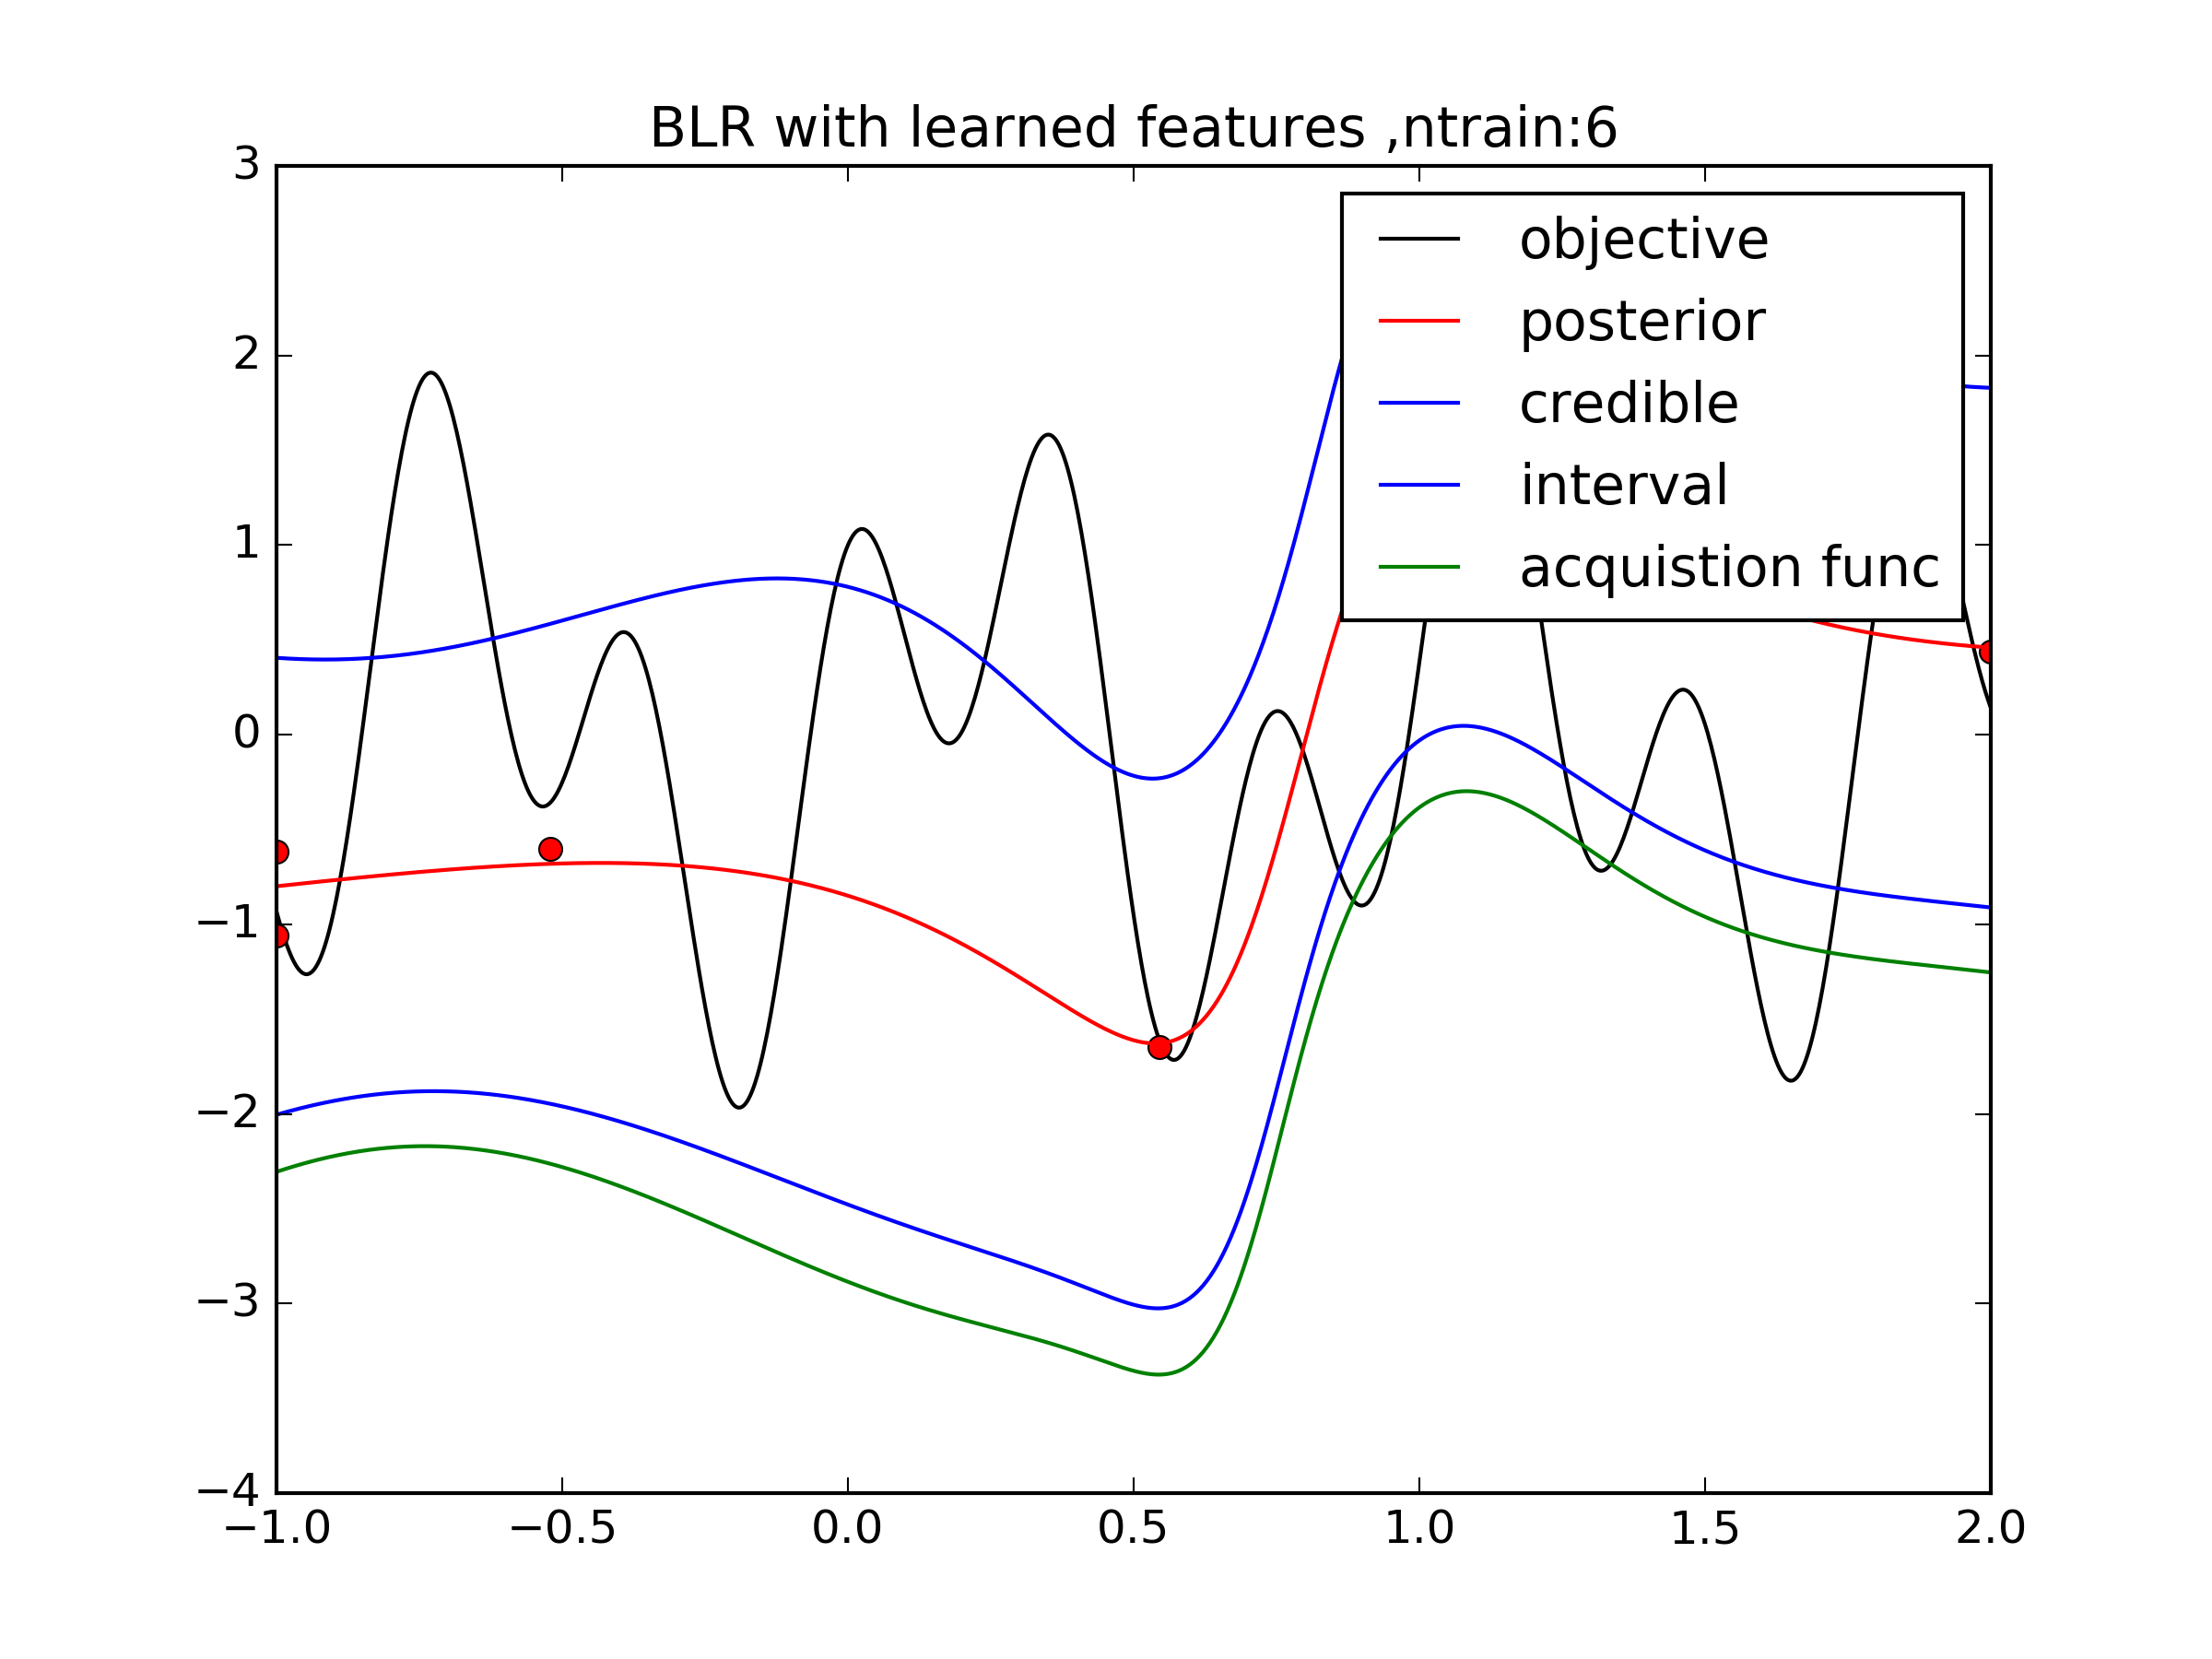 BLR with learned features ,ntrain:6
3
2
1
0
−1
−2
−3
−4
objective
posterior
credible
interval
acquistion func
−1.0 −0.5 0.0 0.5 1.0 1.5 2.0